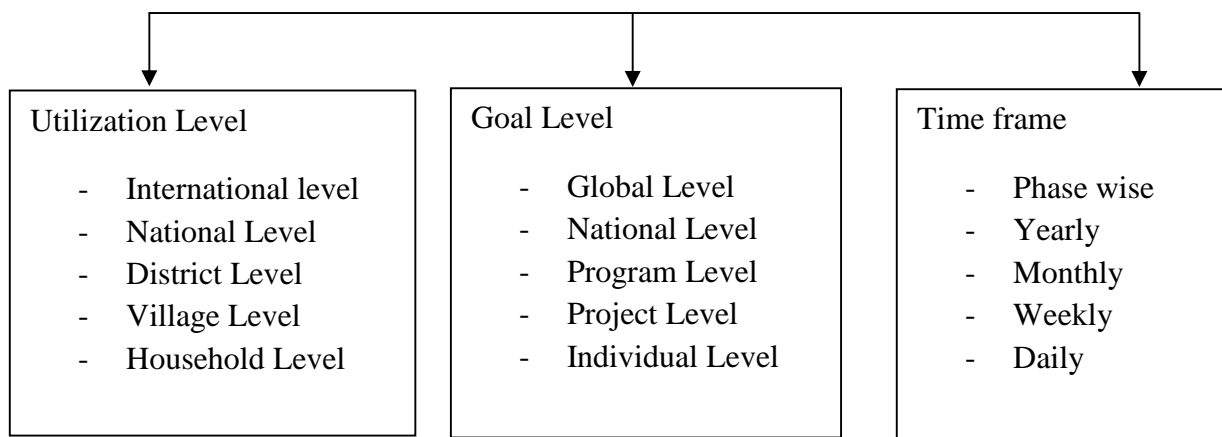 Utilization Level
- International level
- National Level
- District Level
- Village Level
- Household Level
Goal Level
- Global Level
- National Level
- Program Level
- Project Level
- Individual Level
Time frame
- Phase wise
- Yearly
- Monthly
- Weekly
- Daily